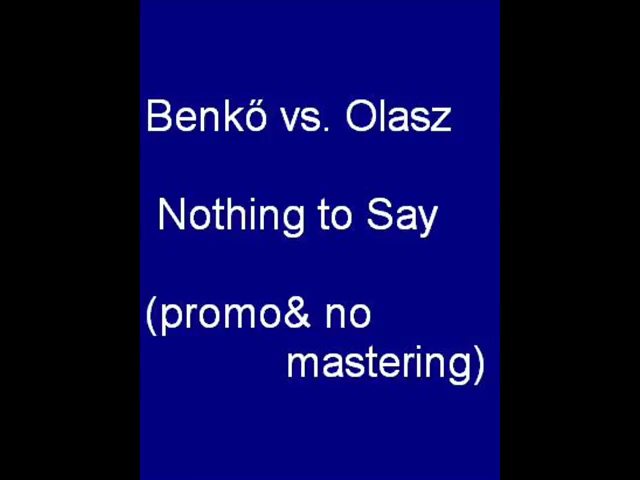 Benkő vs. Olasz
Nothing to Say
(promo& no
mastering)